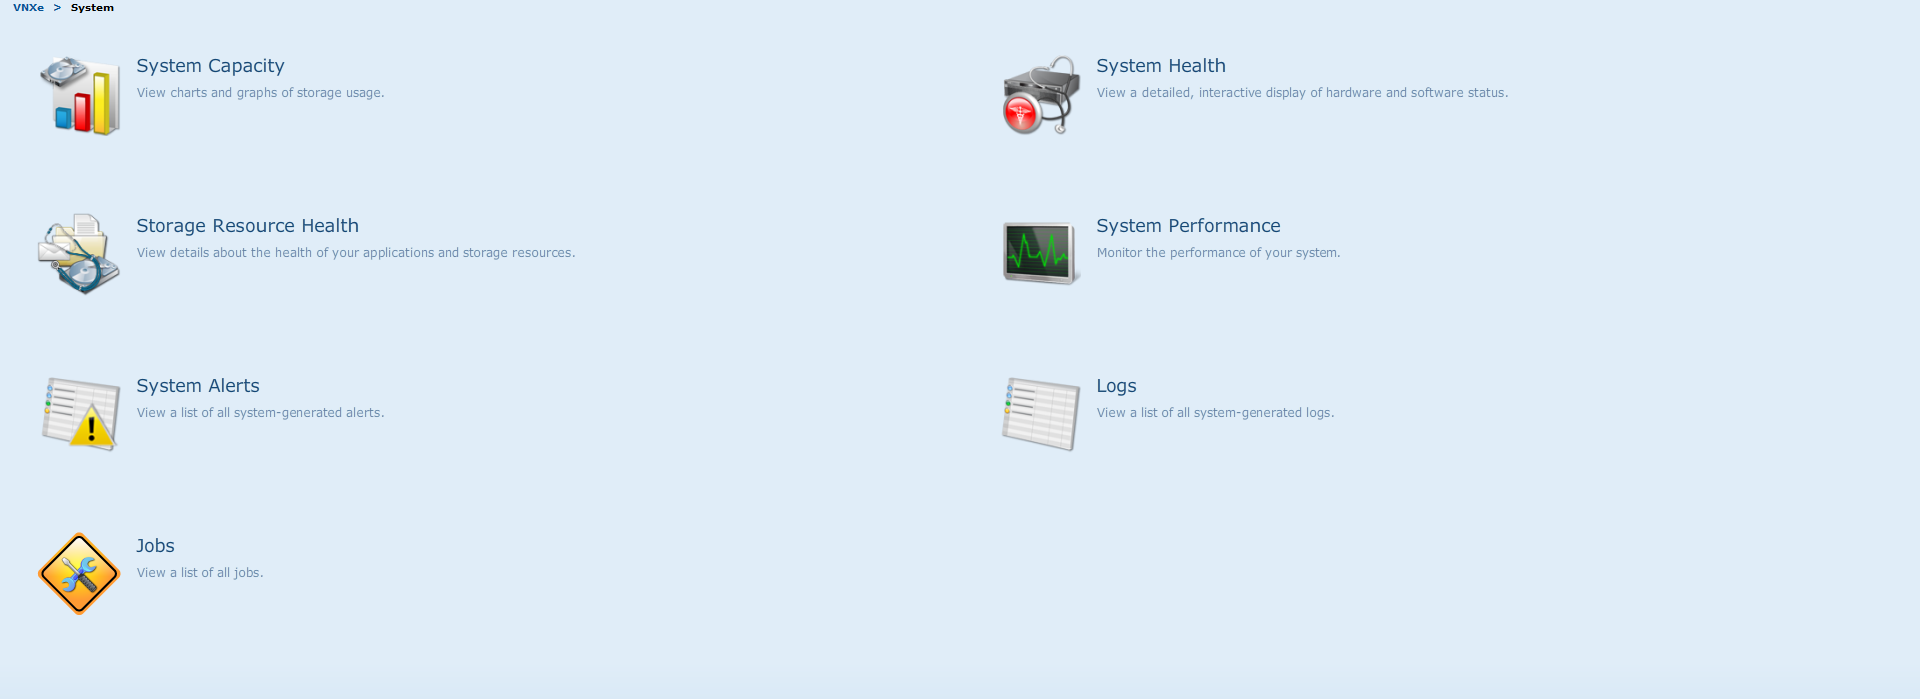 VNXe > System
System Capacity
View charts and graphs of storage usage.
System Health
View a detailed, interactive display of hardware and software status.
Storage Resource Health
View details about the health of your applications and storage resources.
System Performance
Monitor the performance of your system.
System Alerts
View a list of all system-generated alerts.
Logs
View a list of all system-generated logs.
Jobs
View a list of all jobs.